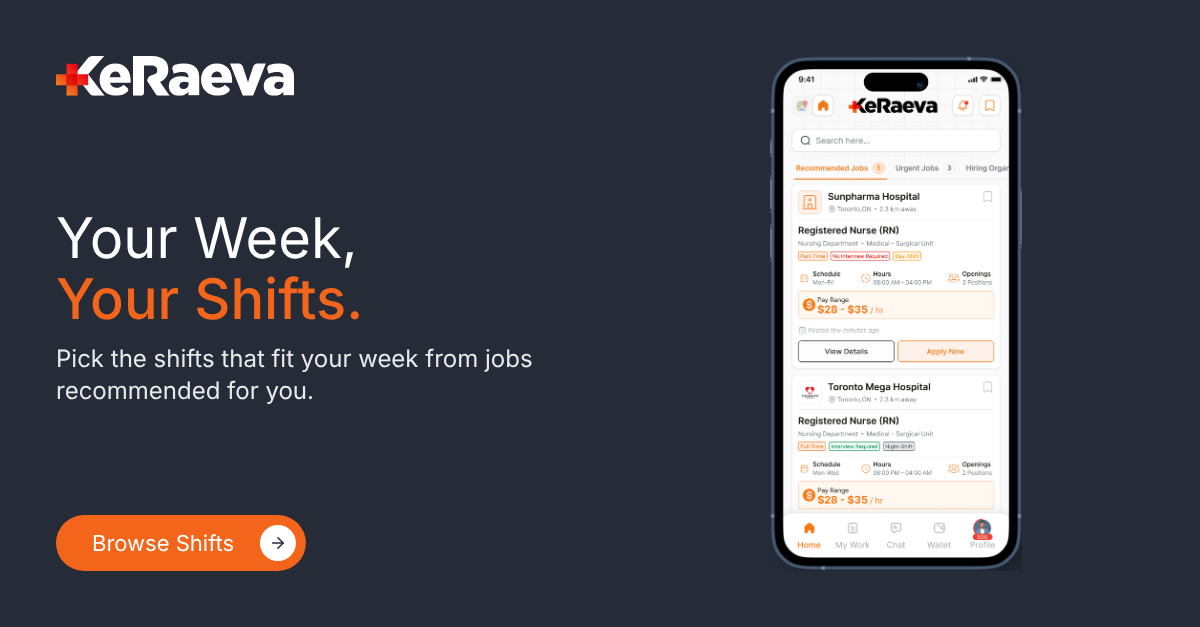 KeRaeva
Your Week,
Your Shifts.
Pick the shifts that fit your week from jobs
recommended for you.
Browse Shifts
9:41
KeRaeva
Search here...
Recommended Jobs 5 Urgent Jobs 3 Hiring Organ
Sunpharma Hospital
Toronto,ON • 2.3 km away
Registered Nurse (RN)
Nursing Department • Medical - Surgical Unit
Part-Time No Interview Required Day-Shift
Schedule Hours Openings
Mon-Fri 08:00 AM - 04:00 PM 3 Positions
Pay Range
$28 - $35 / hr
Posted few minutes ago
View Details Apply Now
Toronto Mega Hospital
Toronto,ON • 2.3 km away
Registered Nurse (RN)
Nursing Department • Medical - Surgical Unit
Full-Time Interview Required Night-Shift
Schedule Hours Openings
Mon-Wed 08:00 PM - 04:00 AM 2 Positions
Pay Range
$28 - $35 / hr
Home My Work Chat Wallet Profile